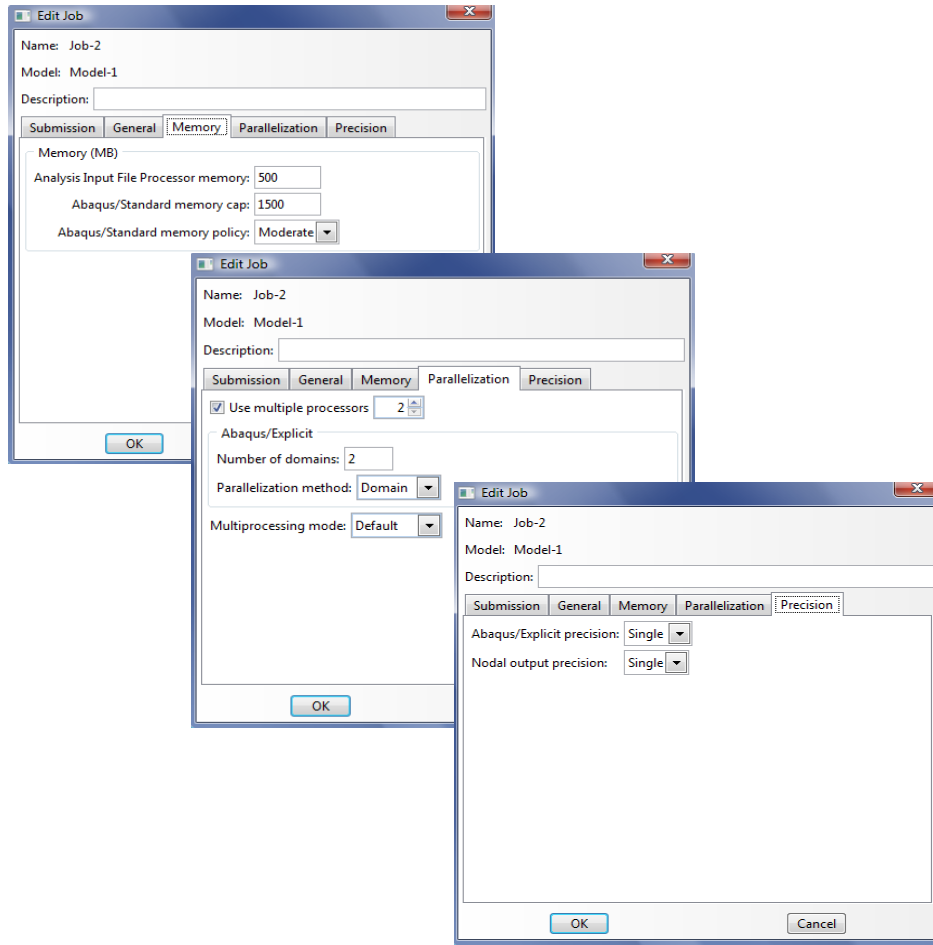 Edit Job
Name: Job-2
Model: Model-1
Description:
Submission General Memory Parallelization Precision
Memory (MB)
Analysis Input File Processor memory: 500
Abaqus/Standard memory cap: 1500
Abaqus/Standard memory policy: Moderate
OK
Edit Job
Name: Job-2
Model: Model-1
Description:
Submission General Memory Parallelization Precision
Use multiple processors 2
Abaqus/Explicit
Number of domains: 2
Parallelization method: Domain
Multiprocessing mode: Default
OK
Edit Job
Name: Job-2
Model: Model-1
Description:
Submission General Memory Parallelization Precision
Abaqus/Explicit precision: Single
Nodal output precision: Single
OK Cancel